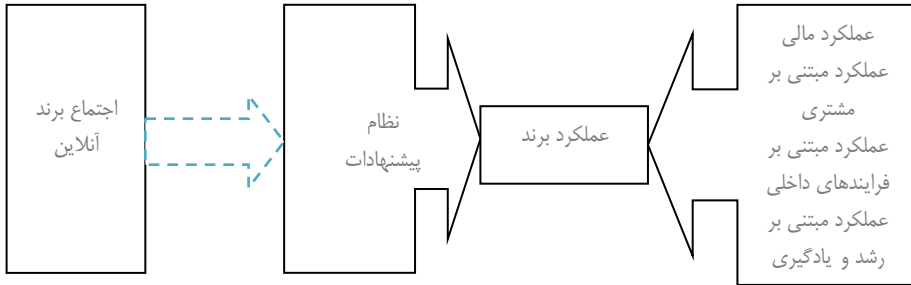 عملکرد مالی
عملکرد مبتنی بر
مشتری
عملکرد مبتنی بر
فرایندهای داخلی
عملکرد مبتنی بر
رشد و یادگیری
عملکرد برند
نظام
پیشنهادات
اجتماع برند
آنلاین